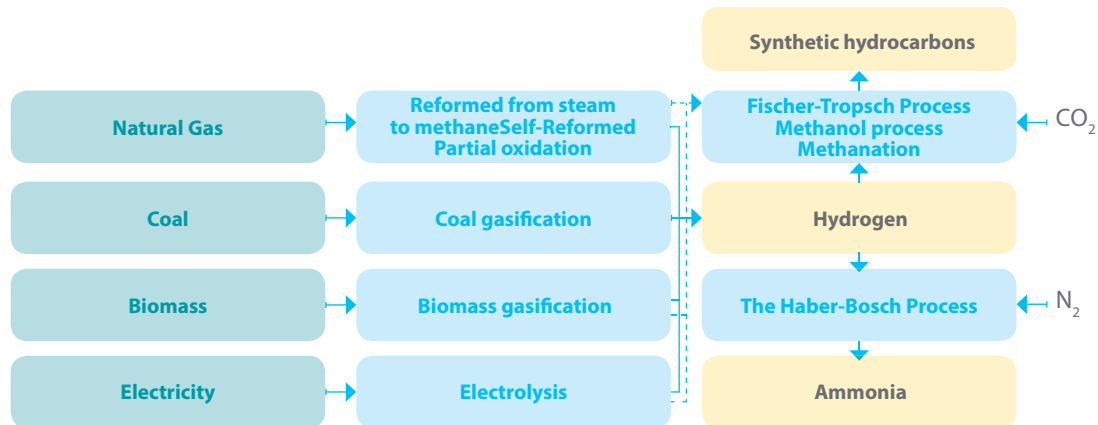 Synthetic hydrocarbons
Natural Gas
Reformed from steam
to methaneSelf-Reformed
Partial oxidation
Fischer-Tropsch Process
Methanol process
Methanation
CO₂
Coal
Coal gasification
Hydrogen
Biomass
Biomass gasification
The Haber-Bosch Process
N₂
Electricity
Electrolysis
Ammonia